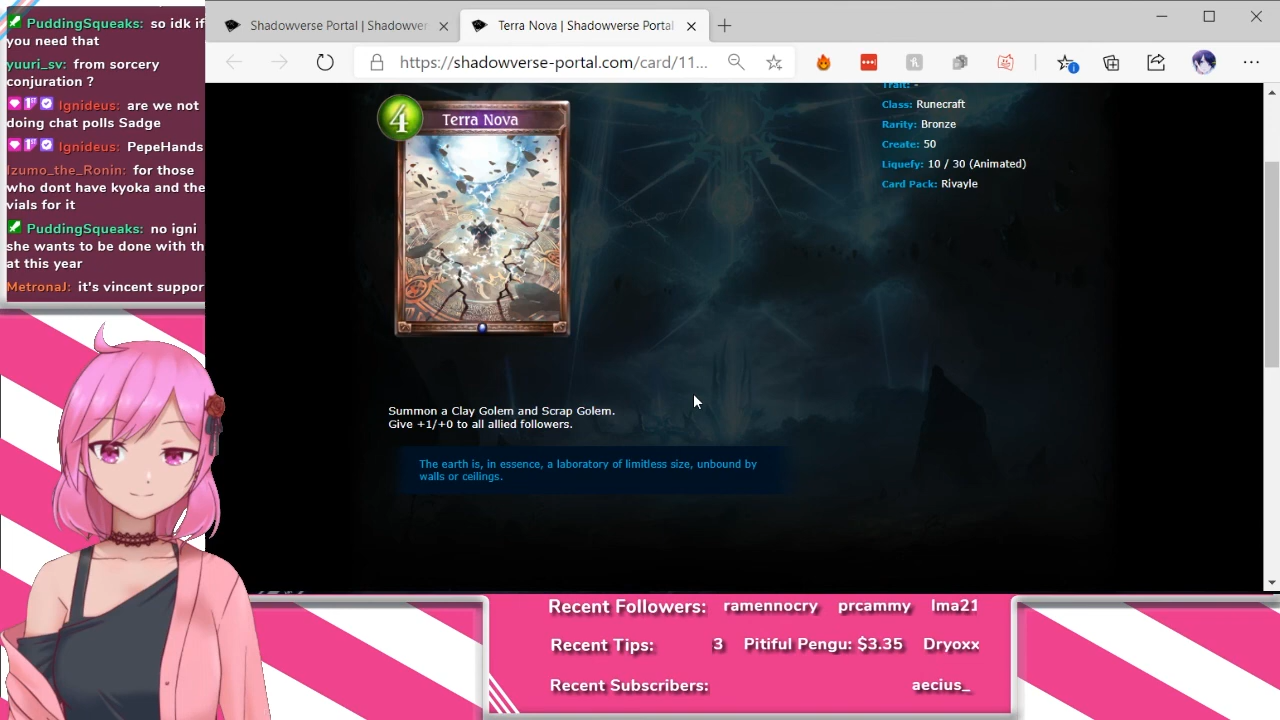 PuddingSqueaks: so idk if
you need that
yuuri_sv: from sorcery
conjuration ?
Ignideus: are we not
doing chat polls Sadge
Ignideus: PepeHands
Izumo_the_Ronin: for those
who dont have kyoka and the
vials for it
PuddingSqueaks: no igni
she wants to be done with th
at this year
MetronaJ: it's vincent suppor
Shadowverse Portal | Shadowver
Terra Nova | Shadowverse Portal
https://shadowverse-portal.com/card/11...
4
Terra Nova
Trait: -
Class: Runecraft
Rarity: Bronze
Create: 50
Liquefy: 10 / 30 (Animated)
Card Pack: Rivayle
Summon a Clay Golem and Scrap Golem.
Give +1/+0 to all allied followers.
The earth is, in essence, a laboratory of limitless size, unbound by
walls or ceilings.
Recent Followers: ramennocry prcammy lma21
Recent Tips: 3 Pitiful Pengu: $3.35 Dryoxx
Recent Subscribers: aecius_